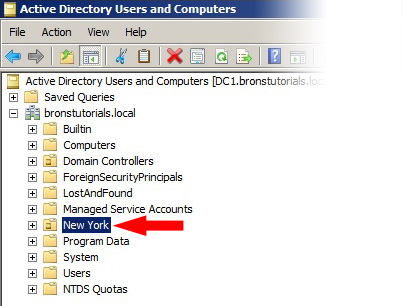 Active Directory Users and Computers
File Action View Help
Active Directory Users and Computers [DC1.bronstutorials.loc
Saved Queries
bronstutorials.local
Builtin
Computers
Domain Controllers
ForeignSecurityPrincipals
LostAndFound
Managed Service Accounts
New York
Program Data
System
Users
NTDS Quotas